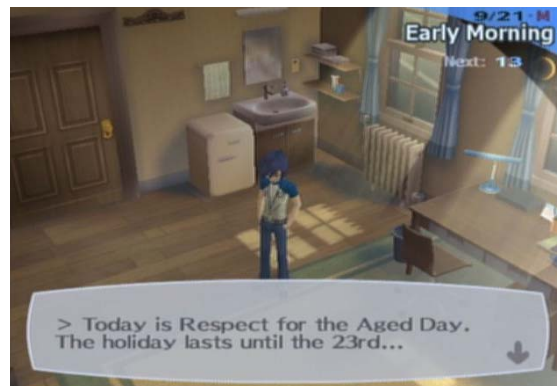 9/21 M
Early Morning
Next: 13
> Today is Respect for the Aged Day.
The holiday lasts until the 23rd...